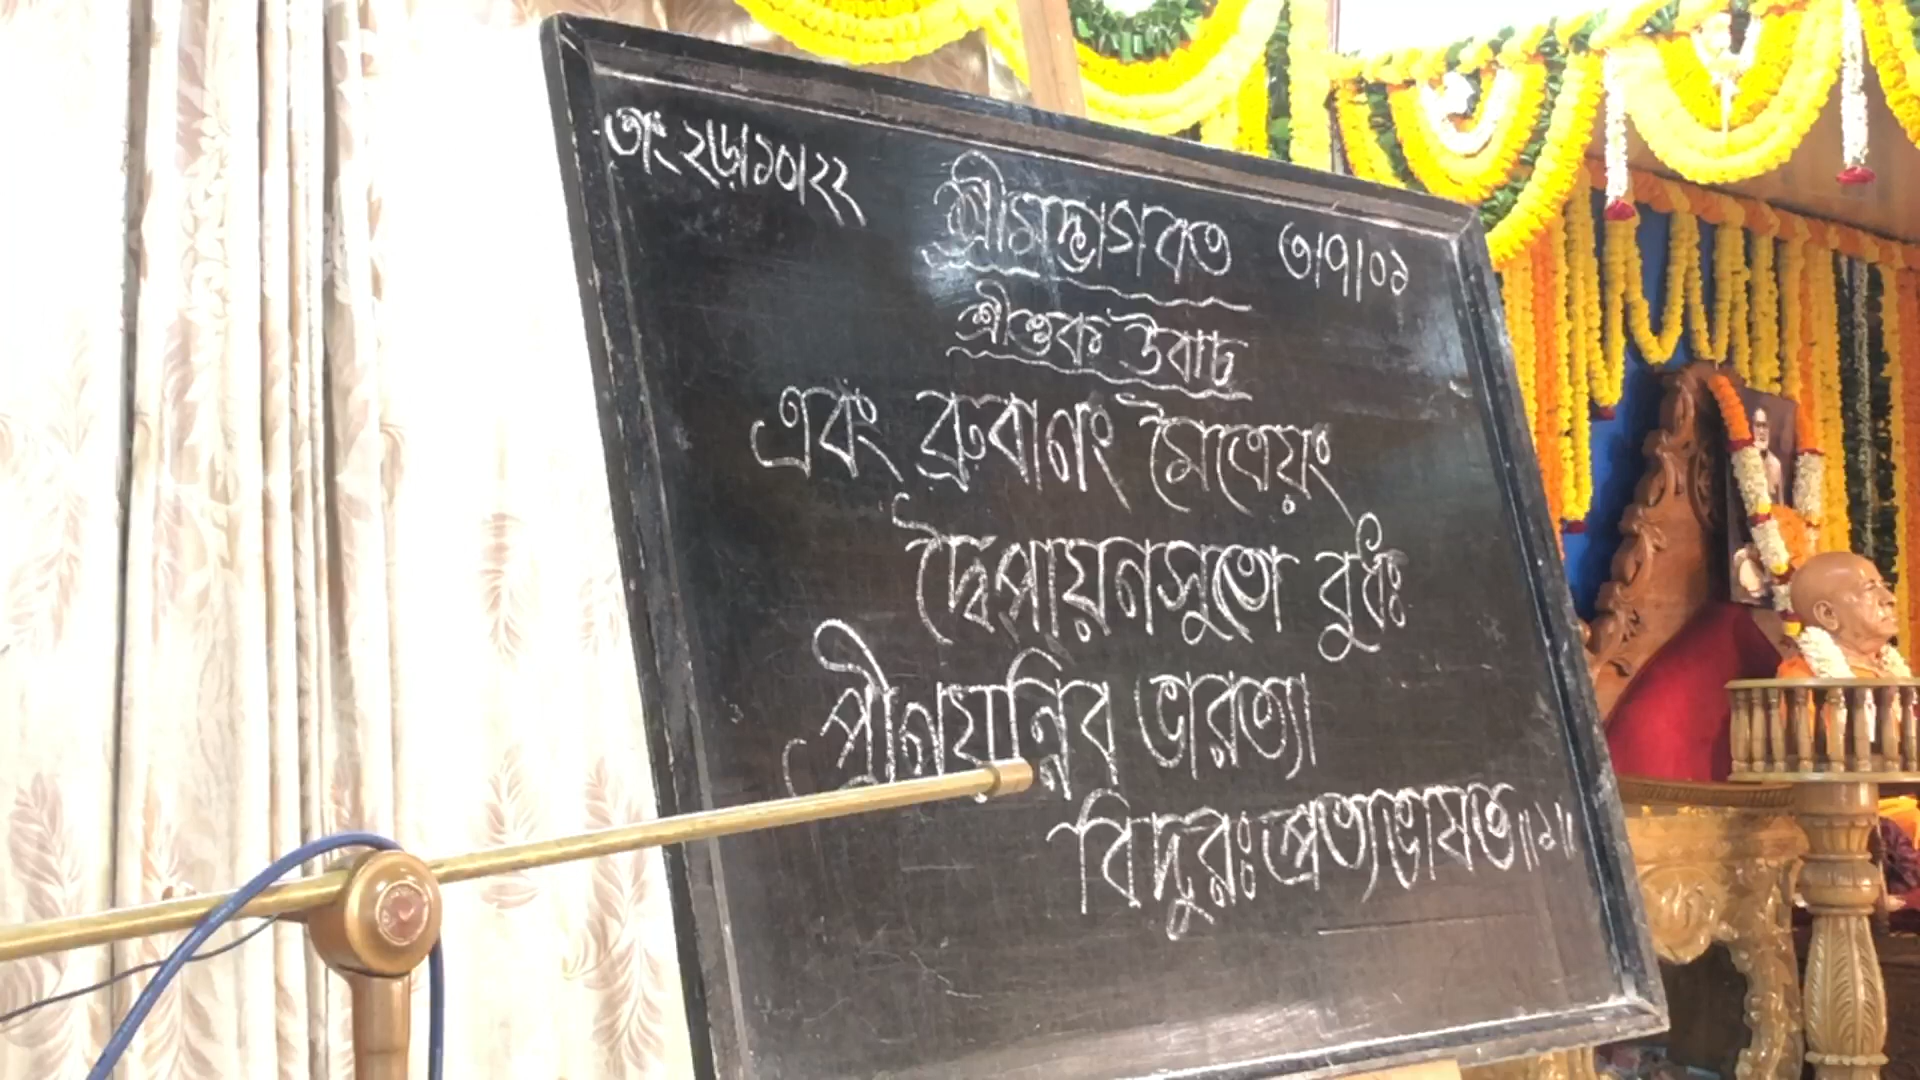 তাং ২৬/১০/২২
শ্রীমদ্ভাগবত ৩/৭/০১
শ্রীশুক উবাচ
এবং ব্রুবাণং মৈত্রেয়ং
দ্বৈপায়নসুতো বুধঃ
প্রীণয়ন্নিব ভারত্যা
বিদুরঃ প্রত্যভাষত॥১॥